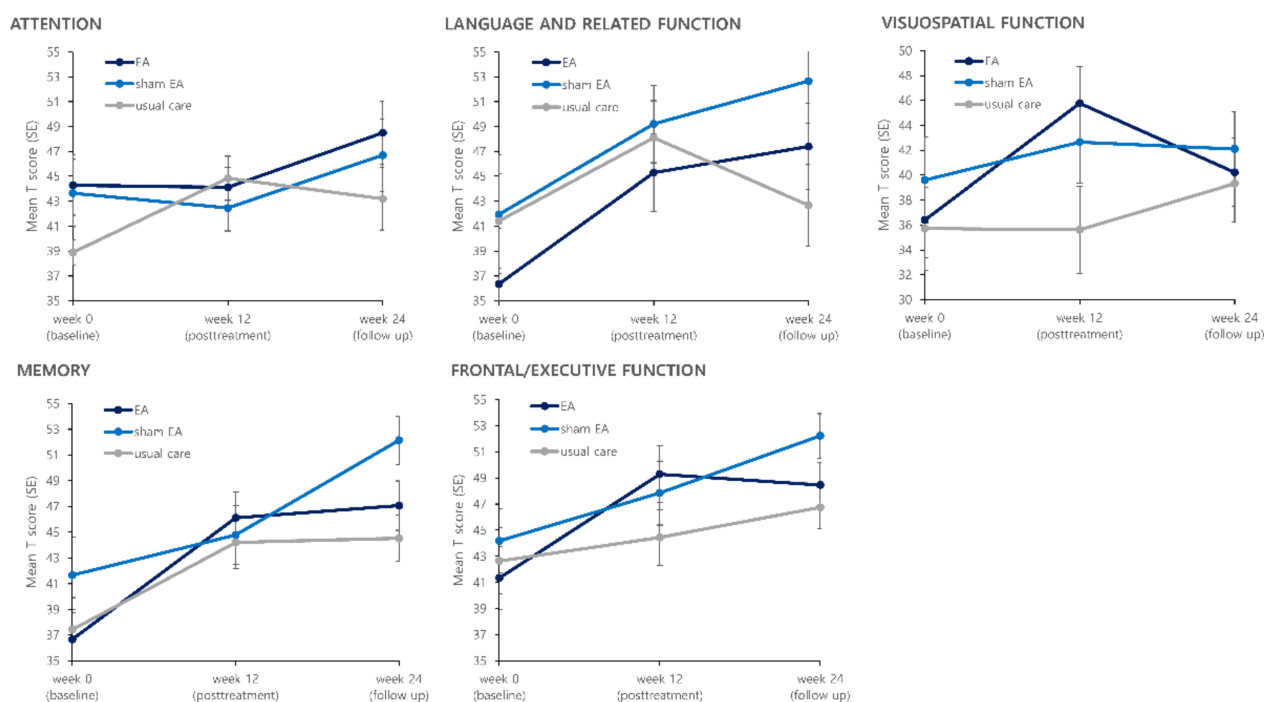 ATTENTION
Mean T score (SE)
55
53
51
49
47
45
43
41
39
37
35
EA
sham EA
usual care
week 0
(baseline)
week 12
(posttreatment)
week 24
(follow up)
LANGUAGE AND RELATED FUNCTION
Mean T score (SE)
55
53
51
49
47
45
43
41
39
37
35
EA
sham EA
usual care
week 0
(baseline)
week 12
(posttreatment)
week 24
(follow up)
VISUOSPATIAL FUNCTION
Mean T score (SE)
50
48
46
44
42
40
38
36
34
32
30
EA
sham EA
usual care
week 0
(baseline)
week 12
(posttreatment)
week 24
(follow up)
MEMORY
Mean T score (SE)
55
53
51
49
47
45
43
41
39
37
35
EA
sham EA
usual care
week 0
(baseline)
week 12
(posttreatment)
week 24
(follow up)
FRONTAL/EXECUTIVE FUNCTION
Mean T score (SE)
55
53
51
49
47
45
43
41
39
37
35
EA
sham EA
usual care
week 0
(baseline)
week 12
(posttreatment)
week 24
(follow up)